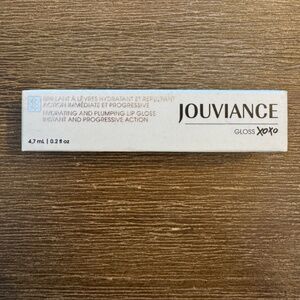 BRILLANT À LÈVRES HYDRATANT ET REPULPANT
ACTION IMMÉDIATE ET PROGRESSIVE
HYDRATING AND PLUMPING LIP GLOSS
INSTANT AND PROGRESSIVE ACTION
4,7 mL | 0.2 fl oz
JOUVIANCE
GLOSS XOXO